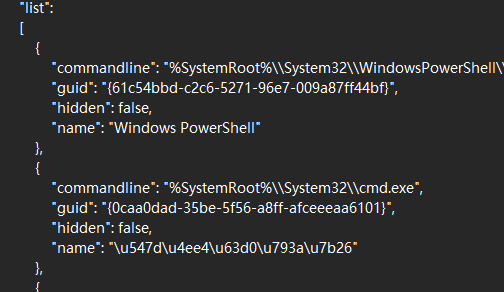 "list":
[
{
"commandline": "%SystemRoot%\\System32\\WindowsPowerShell\
"guid": "{61c54bbd-c2c6-5271-96e7-009a87ff44bf}",
"hidden": false,
"name": "Windows PowerShell"
},
{
"commandline": "%SystemRoot%\\System32\\cmd.exe",
"guid": "{0caa0dad-35be-5f56-a8ff-afceeeaa6101}",
"hidden": false,
"name": "\u547d\u4ee4\u63d0\u793a\u7b26"
},
{